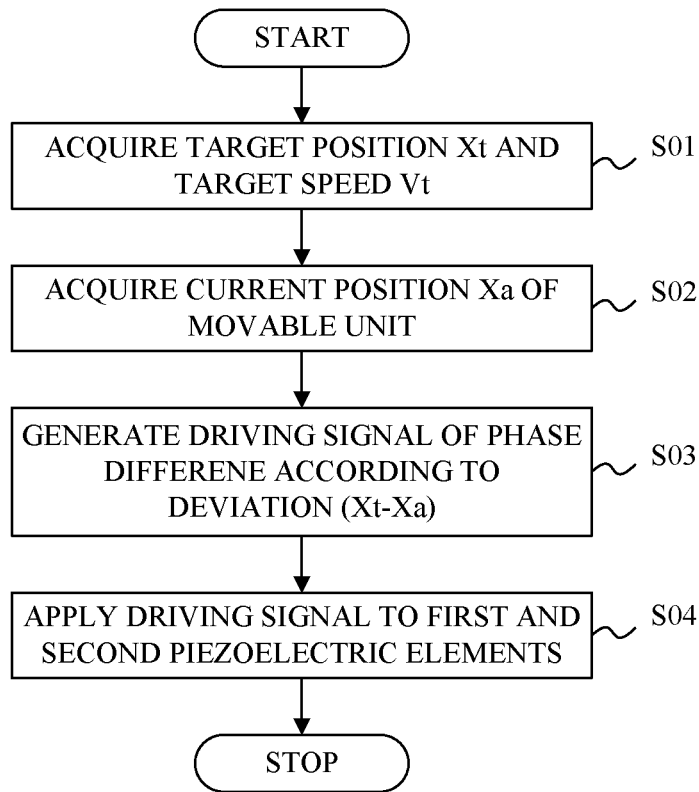 START
ACQUIRE TARGET POSITION Xt AND
TARGET SPEED Vt
S01
ACQUIRE CURRENT POSITION Xa OF
MOVABLE UNIT
S02
GENERATE DRIVING SIGNAL OF PHASE
DIFFERENE ACCORDING TO
DEVIATION (Xt-Xa)
S03
APPLY DRIVING SIGNAL TO FIRST AND
SECOND PIEZOELECTRIC ELEMENTS
S04
STOP